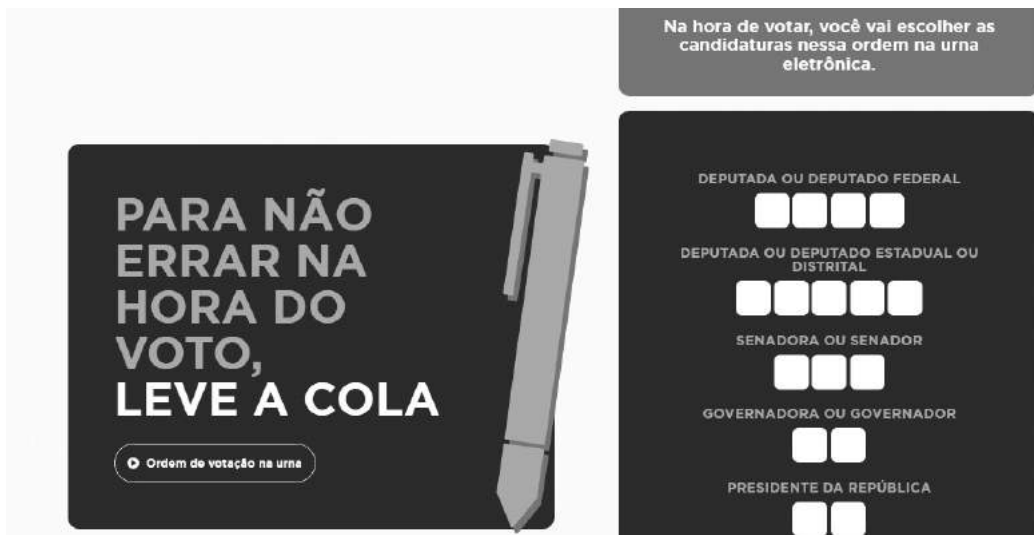 Na hora de votar, você vai escolher as
candidaturas nessa ordem na urna
eletrônica.
PARA NÃO
ERRAR NA
HORA DO
VOTO,
LEVE A COLA
Ordem de votação na urna
DEPUTADA OU DEPUTADO FEDERAL
DEPUTADA OU DEPUTADO ESTADUAL OU
DISTRITAL
SENADORA OU SENADOR
GOVERNADORA OU GOVERNADOR
PRESIDENTE DA REPÚBLICA